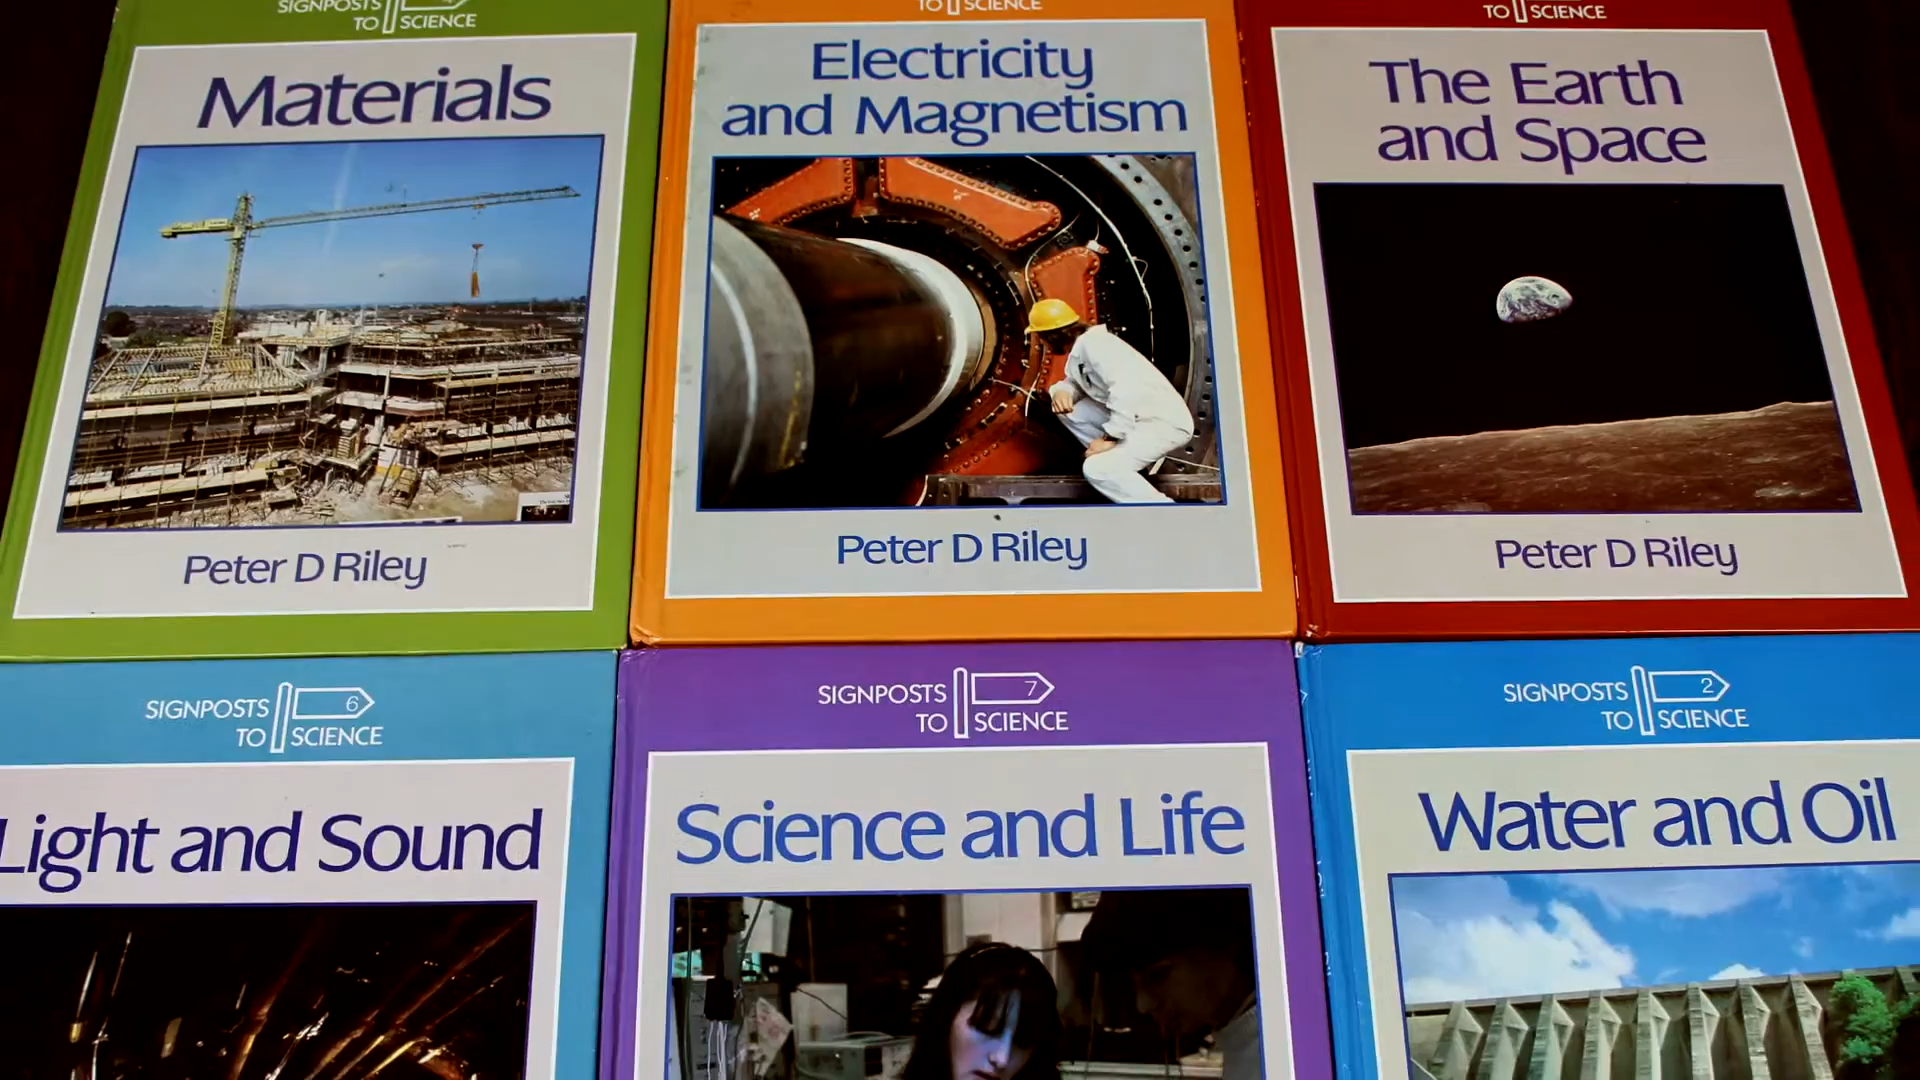 SIGNPOSTS
TO SCIENCE
Materials
Peter D Riley
TO SCIENCE
Electricity
and Magnetism
Peter D Riley
TO SCIENCE
The Earth
and Space
Peter D Riley
SIGNPOSTS 6
TO SCIENCE
Light and Sound
SIGNPOSTS 7
TO SCIENCE
Science and Life
SIGNPOSTS 2
TO SCIENCE
Water and Oil